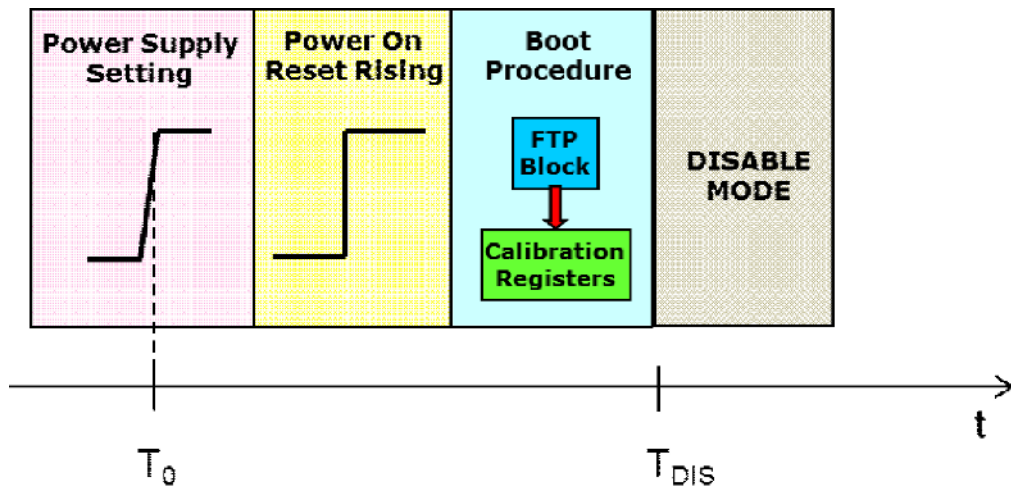 Power Supply
Setting
Power On
Reset Rising
Boot
Procedure
FTP
Block
Calibration
Registers
DISABLE
MODE
t
T0
TDIS